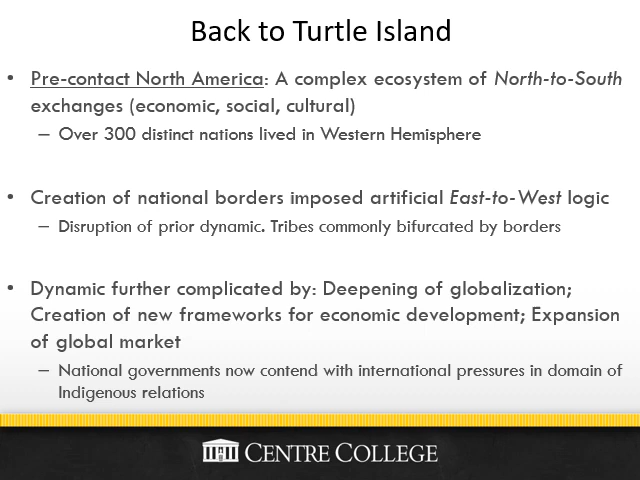 Back to Turtle Island
• Pre-contact North America: A complex ecosystem of North-to-South
exchanges (economic, social, cultural)
– Over 300 distinct nations lived in Western Hemisphere
• Creation of national borders imposed artificial East-to-West logic
– Disruption of prior dynamic. Tribes commonly bifurcated by borders
• Dynamic further complicated by: Deepening of globalization;
Creation of new frameworks for economic development; Expansion
of global market
– National governments now contend with international pressures in domain of
Indigenous relations
CENTRE COLLEGE